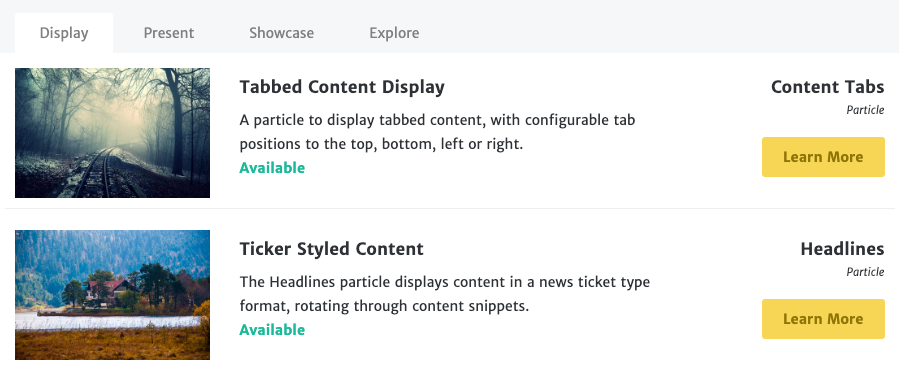 Display Present Showcase Explore
Tabbed Content Display
A particle to display tabbed content, with configurable tab
positions to the top, bottom, left or right.
Available
Content Tabs
Particle
Learn More
Ticker Styled Content
The Headlines particle displays content in a news ticket type
format, rotating through content snippets.
Available
Headlines
Particle
Learn More